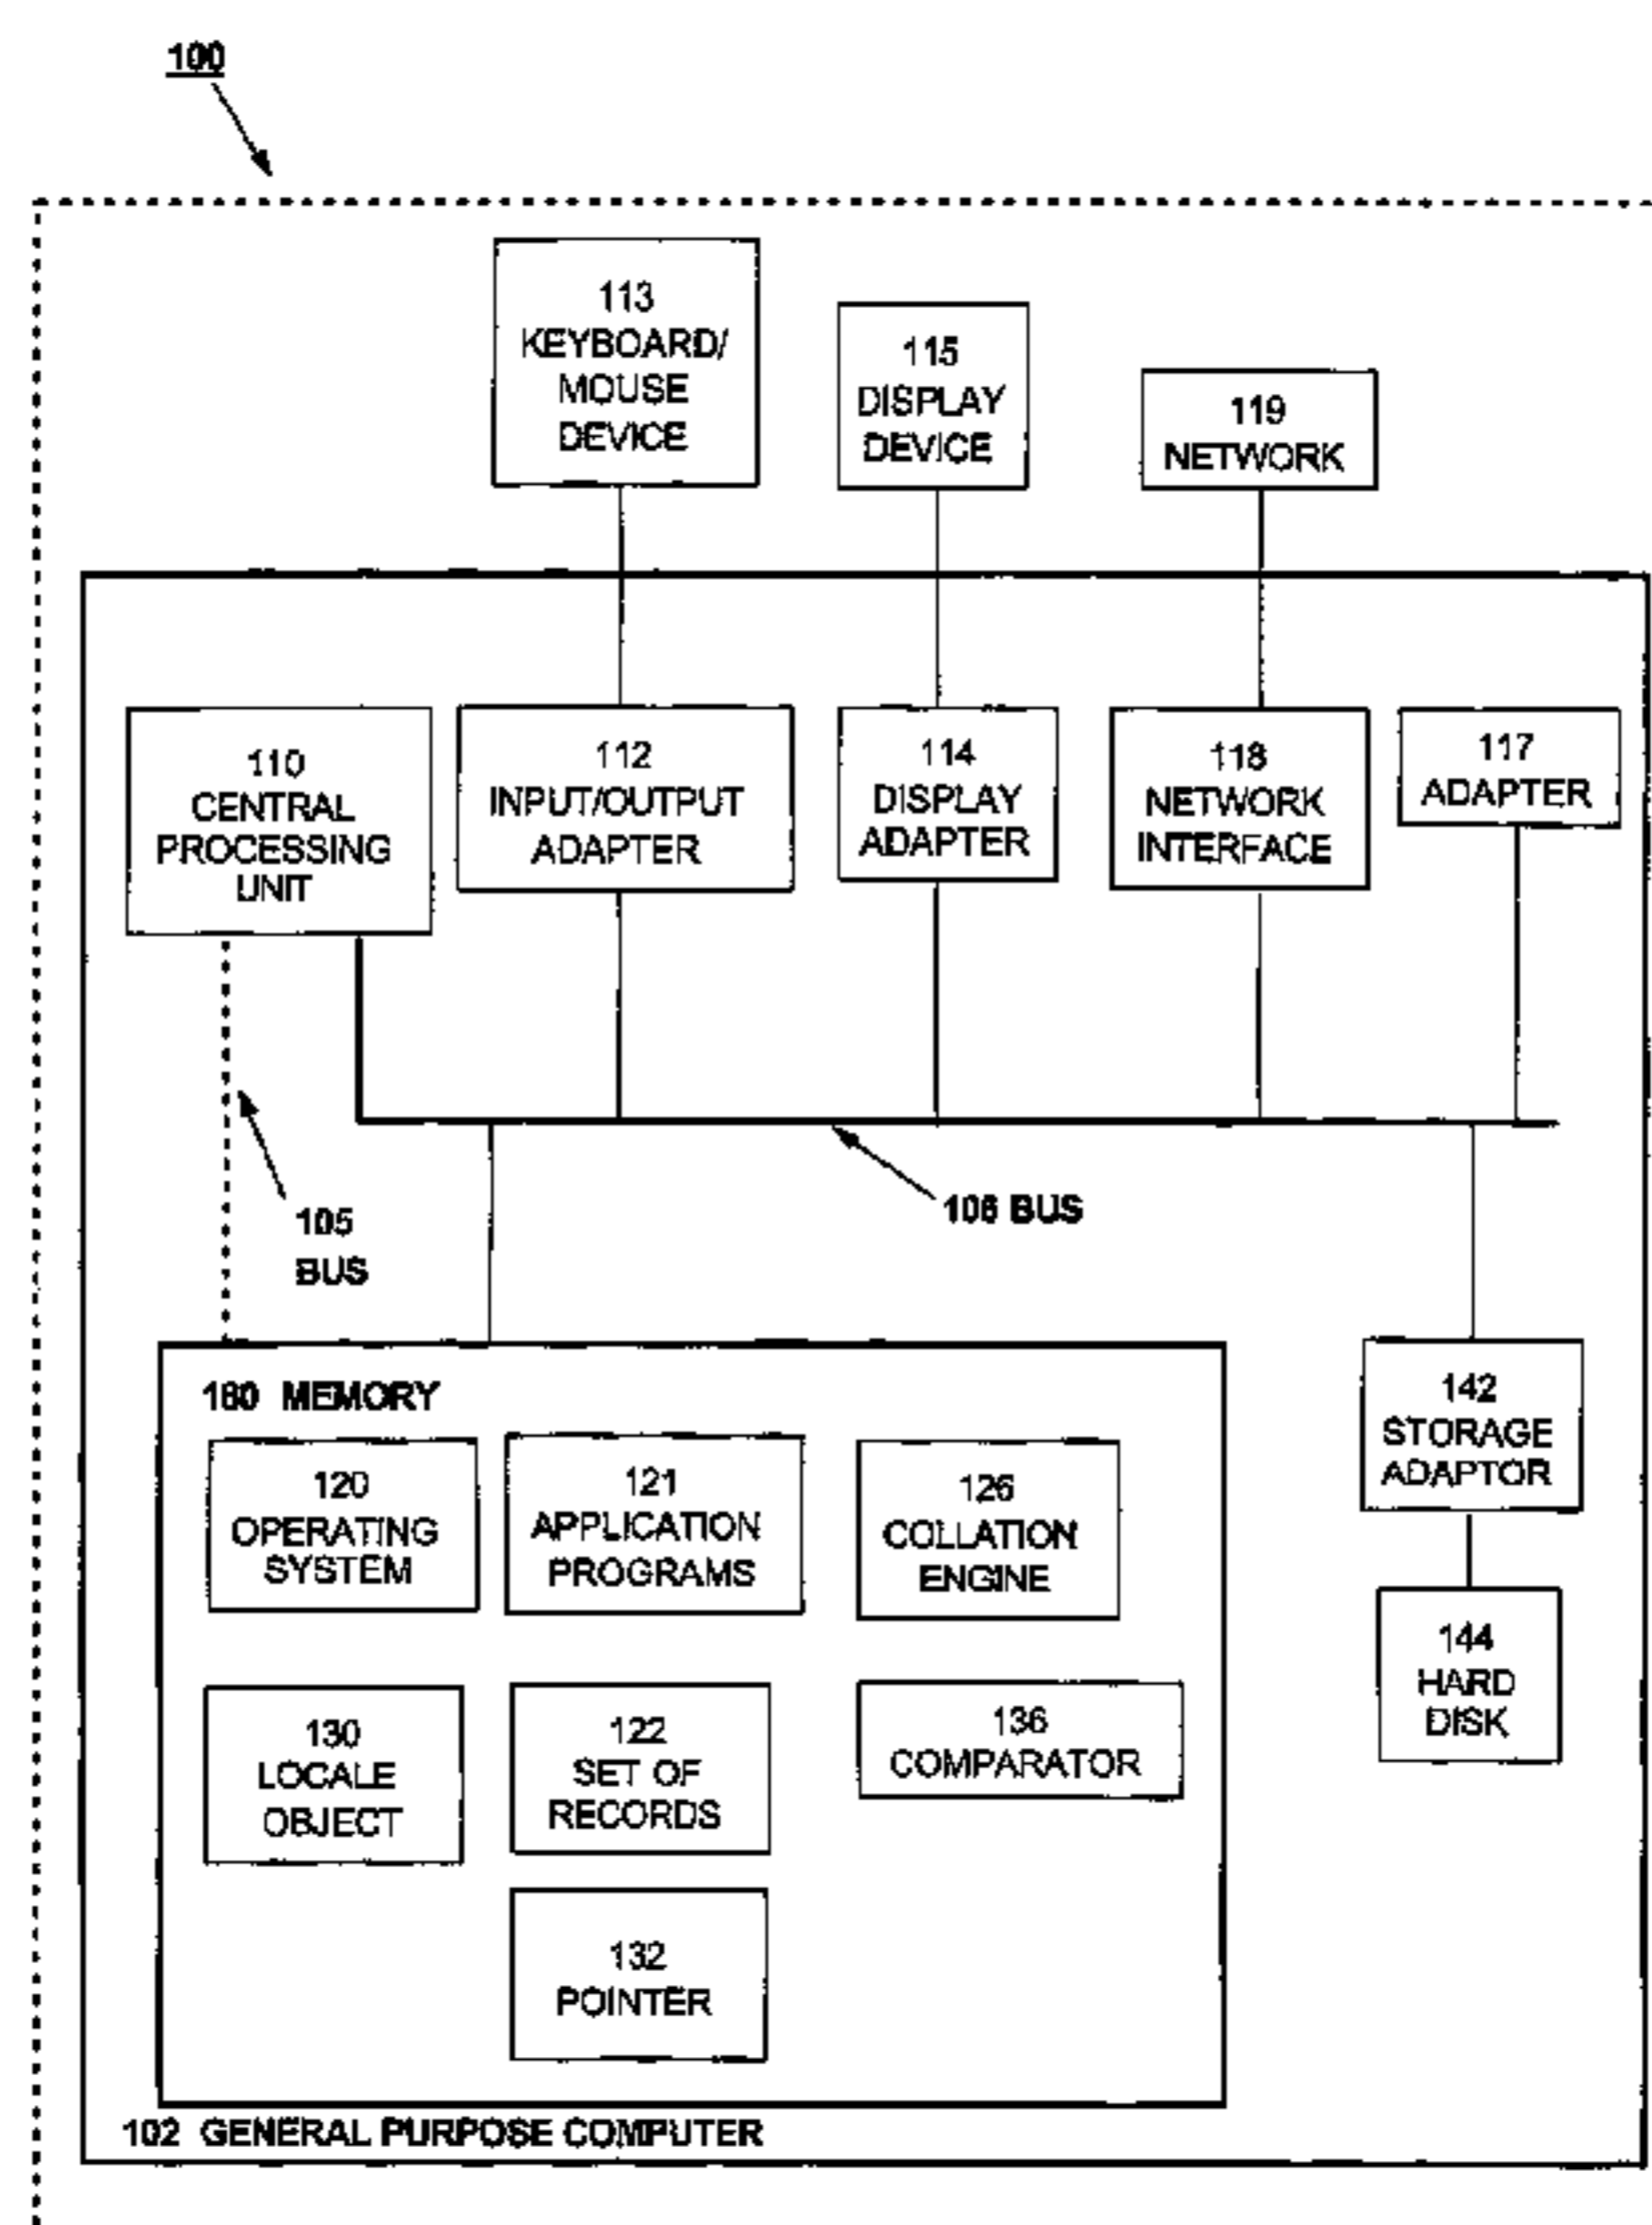 100
113
KEYBOARD/
MOUSE
DEVICE
115
DISPLAY
DEVICE
119
NETWORK
110
CENTRAL
PROCESSING
UNIT
112
INPUT/OUTPUT
ADAPTER
114
DISPLAY
ADAPTER
118
NETWORK
INTERFACE
117
ADAPTER
105
BUS
106 BUS
160 MEMORY
120
OPERATING
SYSTEM
121
APPLICATION
PROGRAMS
126
COLLATION
ENGINE
142
STORAGE
ADAPTOR
130
LOCALE
OBJECT
122
SET OF
RECORDS
136
COMPARATOR
144
HARD
DISK
132
POINTER
102 GENERAL PURPOSE COMPUTER